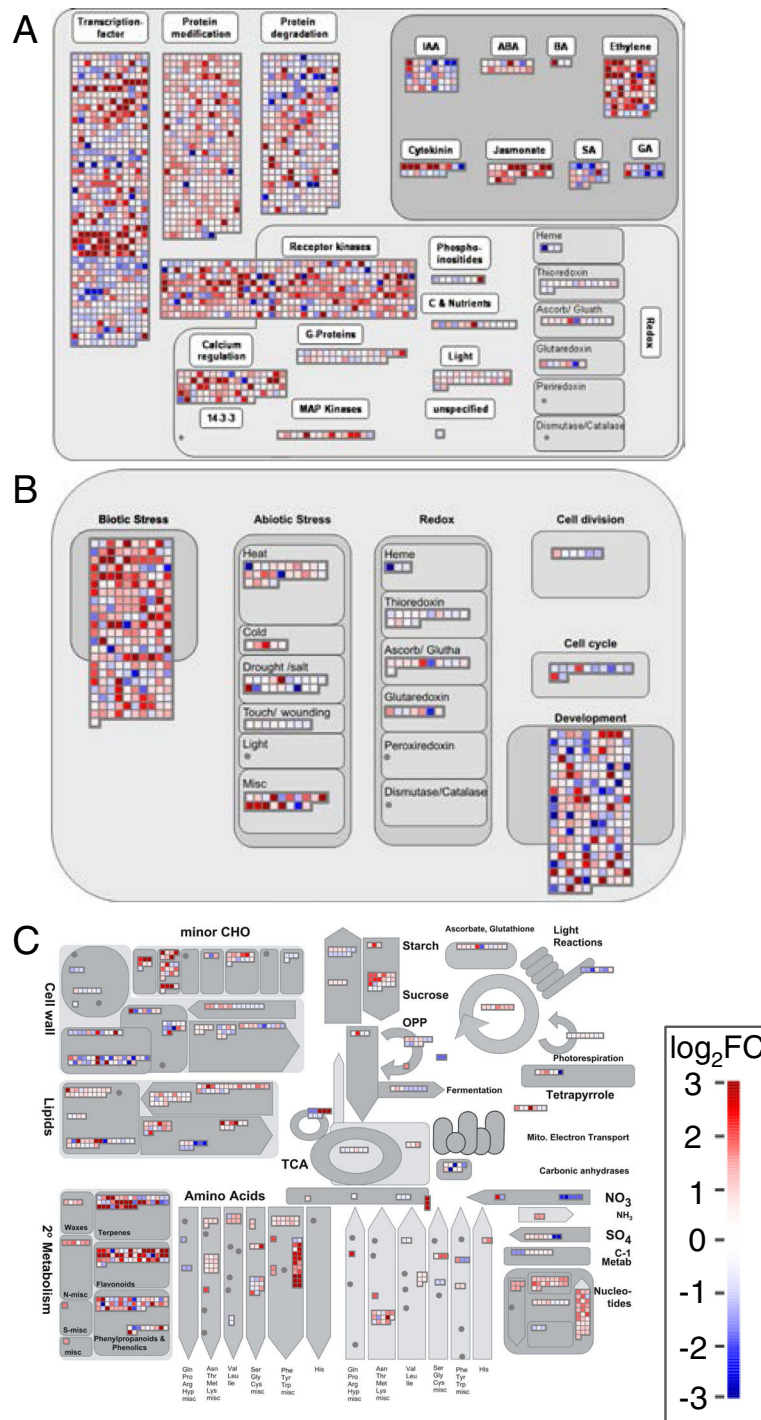 A
Transcription-
factor
Protein
modification
Protein
degradation
IAA
ABA
BA
Ethylene
Cytokinin
Jasmonate
SA
GA
Receptor kinases
Phospho-
inositides
C & Nutrients
G-Proteins
Calcium
regulation
Light
14-3-3
MAP Kinases
unspecified
Heme
Thioredoxin
Ascorb/ Gluath
Glutaredoxin
Periredoxin
Dismutase/Catalase
Redox
B
Biotic Stress
Abiotic Stress
Redox
Cell division
Heat
Cold
Drought /salt
Touch/ wounding
Light
Misc
Heme
Thioredoxin
Ascorb/ Glutha
Glutaredoxin
Peroxiredoxin
Dismutase/Catalase
Cell cycle
Development
C
minor CHO
Cell wall
Lipids
2° Metabolism
Waxes
Terpenes
N-misc
Flavonoids
S-misc
misc
Phenylpropanoids &
Phenolics
Starch
Sucrose
OPP
Fermentation
TCA
Amino Acids
Ascorbate, Glutathione
Light
Reactions
Photorespiration
Tetrapyrrole
Mito. Electron Transport
Carbonic anhydrases
NO3
NH3
SO4
C-1
Metab
Nucleo-
tides
Gln
Pro
Arg
Hyp
misc
Asn
Thr
Met
Lys
misc
Val
Leu
Ile
Ser
Gly
Cys
misc
Phe
Tyr
Trp
misc
His
Gln
Pro
Arg
Hyp
misc
Asn
Thr
Met
Lys
misc
Val
Leu
Ile
Ser
Gly
Cys
misc
Phe
Tyr
Trp
misc
His
log2FC
3
2
1
0
-1
-2
-3